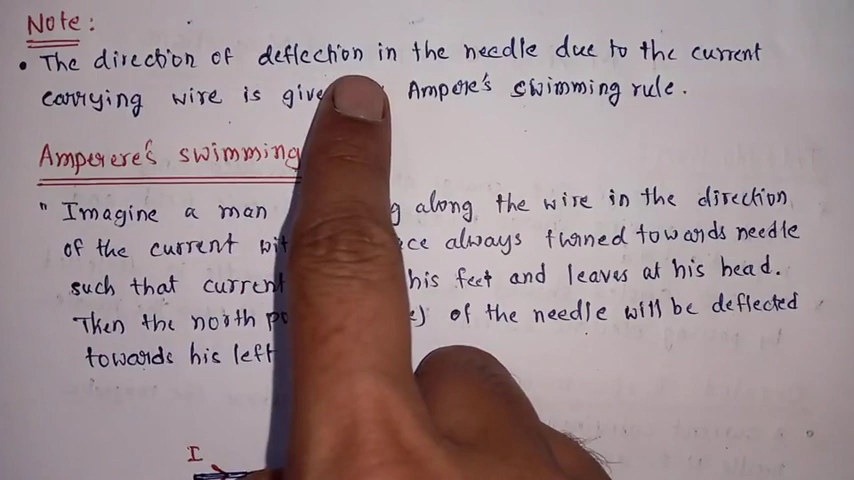 Note:
• The direction of deflection in the needle due to the current
carrying wire is give Ampere's swimming rule.
Amperere's swimming
" Imagine a man g along the wire in the direction
of the current wit ce always turned towards needle
such that current his feet and leaves at his head.
Then the north po e) of the needle will be deflected
towards his left
I